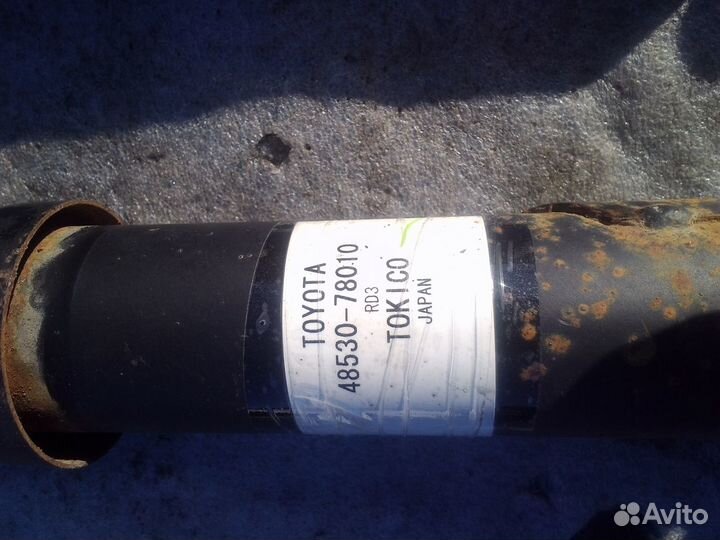 TOYOTA
48530-78010
RD3
TOKICO
JAPAN
Avito